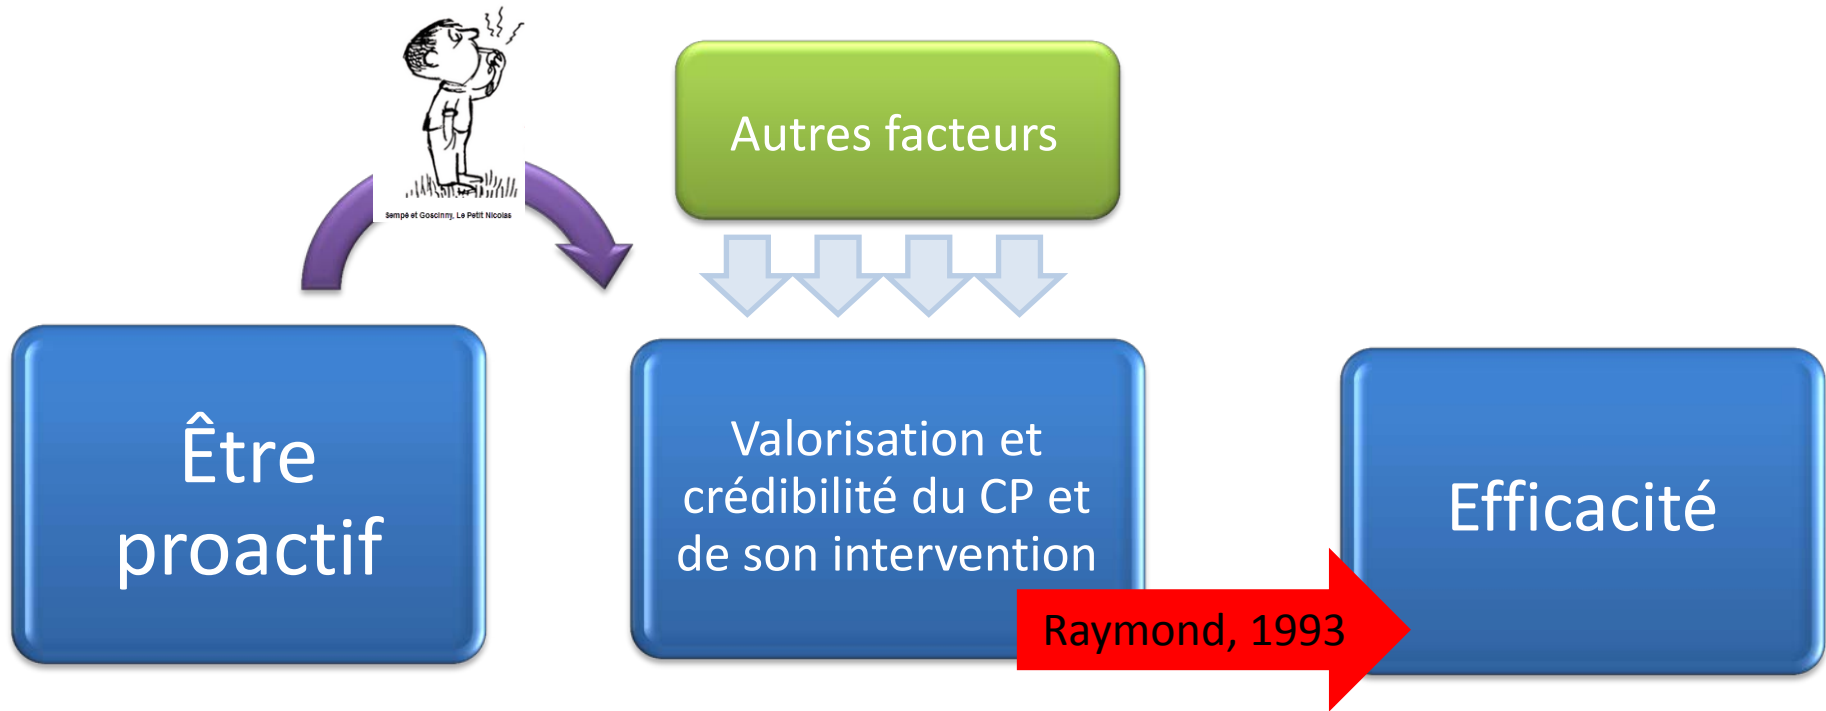 Sempé et Goscinny, Le Petit Nicolas
Autres facteurs
Être
proactif
Valorisation et
crédibilité du CP et
de son intervention
Efficacité
Raymond, 1993